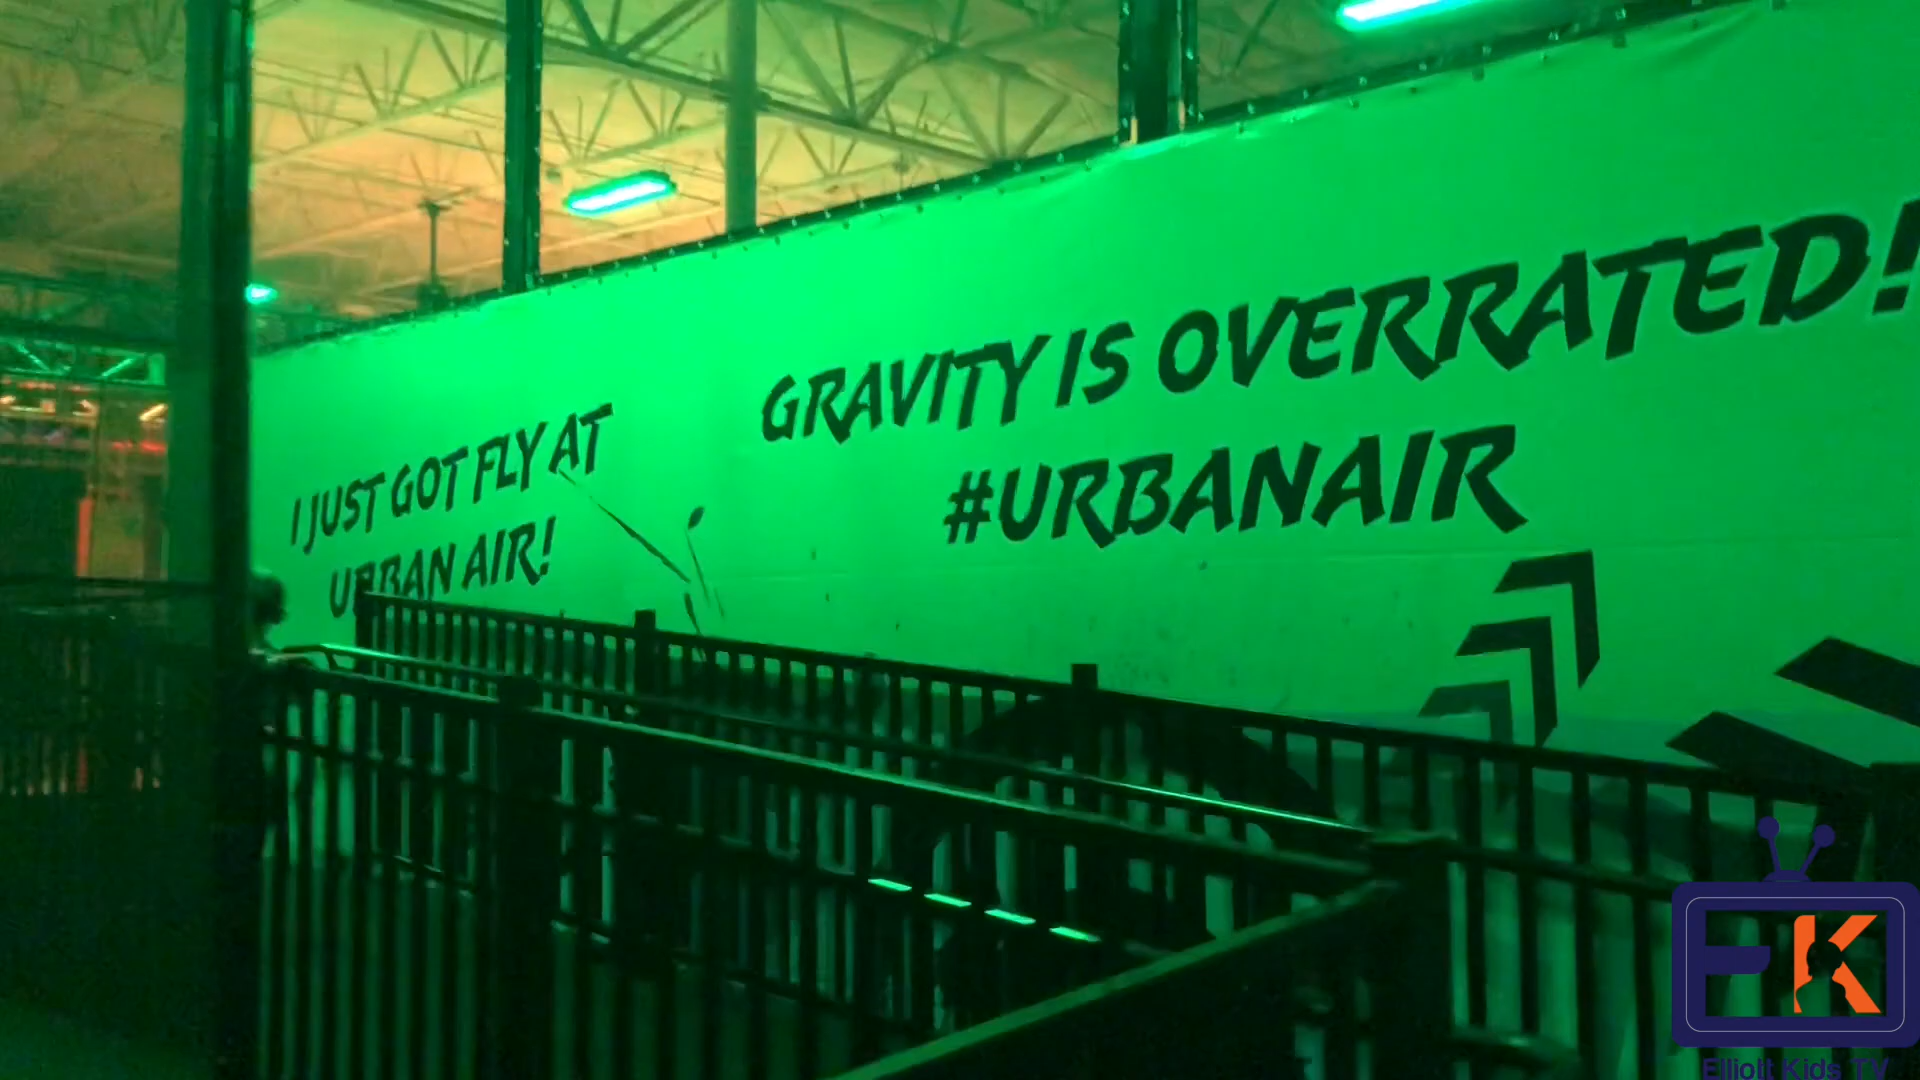 I JUST GOT FLY AT
URBAN AIR!
GRAVITY IS OVERRATED!
#URBANAIR
EK
Elliott Kids TV